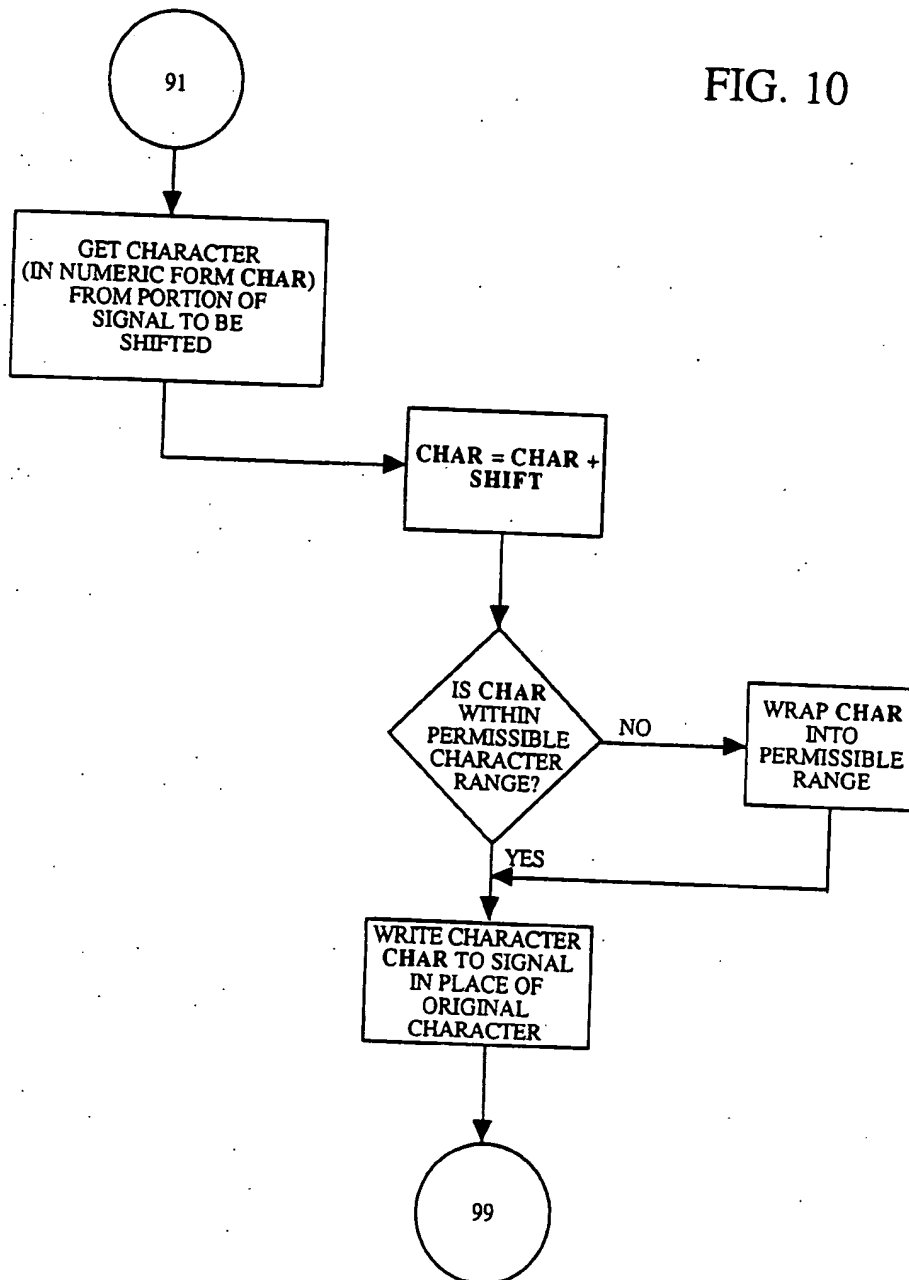 91
FIG. 10
GET CHARACTER
(IN NUMERIC FORM CHAR)
FROM PORTION OF
SIGNAL TO BE
SHIFTED
CHAR = CHAR +
SHIFT
IS CHAR
WITHIN
PERMISSIBLE
CHARACTER
RANGE?
NO
WRAP CHAR
INTO
PERMISSIBLE
RANGE
YES
WRITE CHARACTER
CHAR TO SIGNAL
IN PLACE OF
ORIGINAL
CHARACTER
99